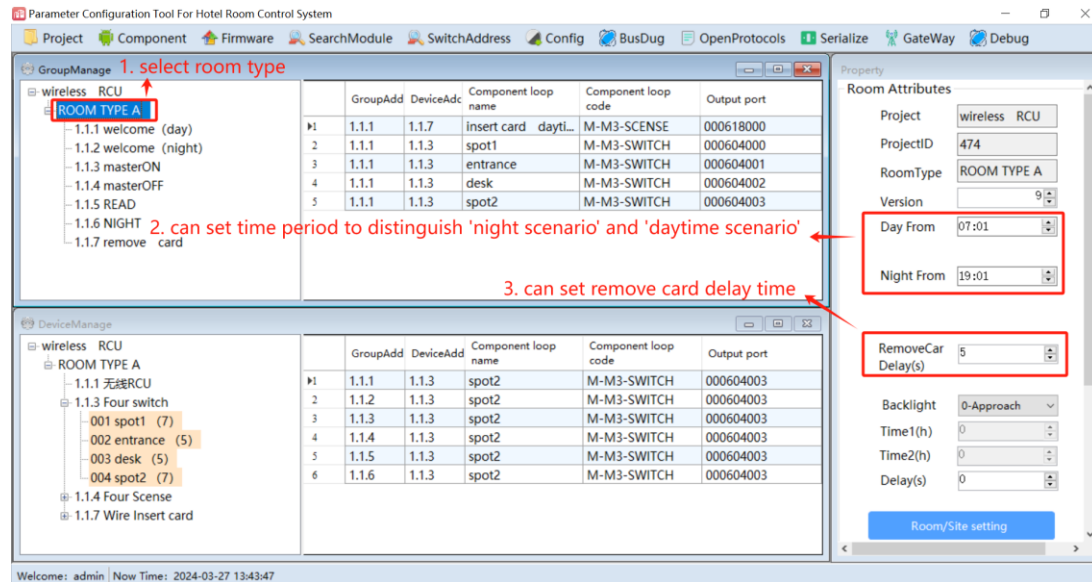 Parameter Configuration Tool For Hotel Room Control System
Project Component Firmware SearchModule SwitchAddress Config BusDug OpenProtocols Serialize GateWay Debug
GroupManage 1. select room type
wireless RCU
ROOM TYPE A
1.1.1 welcome (day)
1.1.2 welcome (night)
1.1.3 masterON
1.1.4 masterOFF
1.1.5 READ
1.1.6 NIGHT
1.1.7 remove card
GroupAdd DeviceAdc Component loop name Component loop code Output port
1 1.1.1 1.1.7 insert card dayti... M-M3-SCENSE 000618000
2 1.1.1 1.1.3 spot1 M-M3-SWITCH 000604000
3 1.1.1 1.1.3 entrance M-M3-SWITCH 000604001
4 1.1.1 1.1.3 desk M-M3-SWITCH 000604002
5 1.1.1 1.1.3 spot2 M-M3-SWITCH 000604003
2. can set time period to distinguish 'night scenario' and 'daytime scenario'
3. can set remove card delay time
DeviceManage
wireless RCU
ROOM TYPE A
1.1.1 无线RCU
1.1.3 Four switch
001 spot1 (7)
002 entrance (5)
003 desk (5)
004 spot2 (7)
1.1.4 Four Scense
1.1.7 Wire Insert card
GroupAdd DeviceAdd Component loop name Component loop code Output port
1 1.1.1 1.1.3 spot2 M-M3-SWITCH 000604003
2 1.1.2 1.1.3 spot2 M-M3-SWITCH 000604003
3 1.1.3 1.1.3 spot2 M-M3-SWITCH 000604003
4 1.1.4 1.1.3 spot2 M-M3-SWITCH 000604003
5 1.1.5 1.1.3 spot2 M-M3-SWITCH 000604003
6 1.1.6 1.1.3 spot2 M-M3-SWITCH 000604003
Property
Room Attributes
Project wireless RCU
ProjectID 474
RoomType ROOM TYPE A
Version 9
Day From 07:01
Night From 19:01
RemoveCar Delay(s) 5
Backlight 0-Approach
Time1(h) 0
Time2(h) 0
Delay(s) 0
Room/Site setting
Welcome: admin Now Time: 2024-03-27 13:43:47